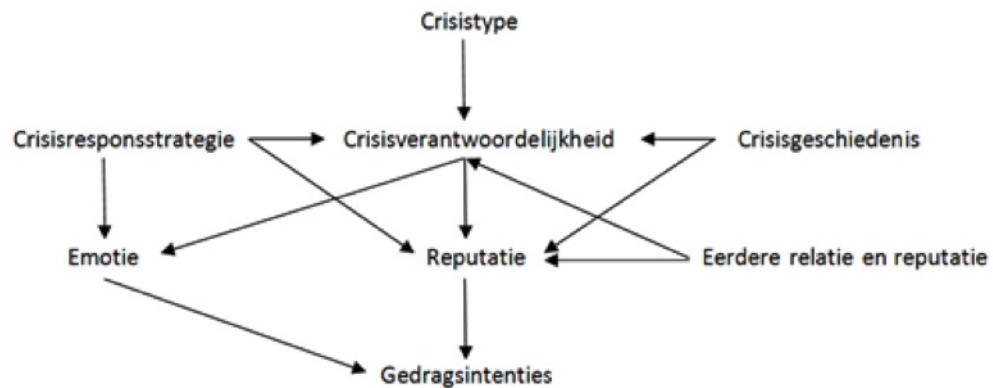 Crisistype
Crisisresponsstrategie
Crisisverantwoordelijkheid
Crisisgeschiedenis
Emotie
Reputatie
Eerdere relatie en reputatie
Gedragsintenties